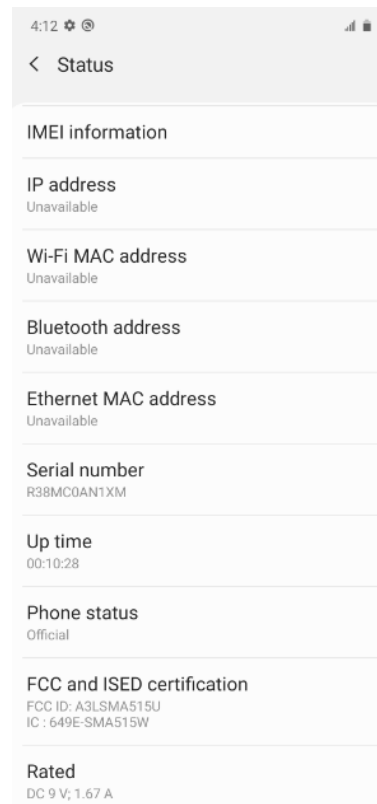 4:12
Status
IMEI information
IP address
Unavailable
Wi-Fi MAC address
Unavailable
Bluetooth address
Unavailable
Ethernet MAC address
Unavailable
Serial number
R38MC0AN1XM
Up time
00:10:28
Phone status
Official
FCC and ISED certification
FCC ID: A3LSMA515U
IC : 649E-SMA515W
Rated
DC 9 V; 1.67 A